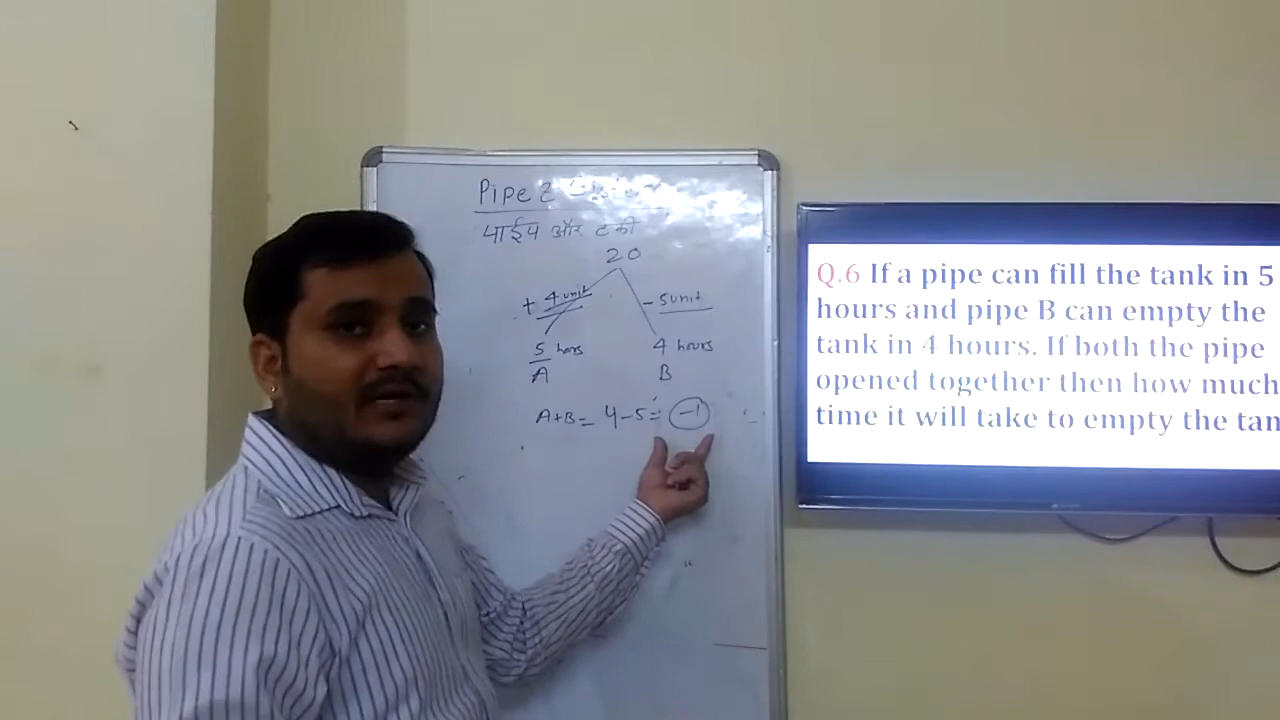 Pipe &
पाईप और टंकी
20
+ 4 unit - 5 unit
5 hors 4 hours
A B
A+B= 4-5= -1
Q.6 If a pipe can fill the tank in 5
hours and pipe B can empty the
tank in 4 hours. If both the pipe
opened together then how much
time it will take to empty the tan